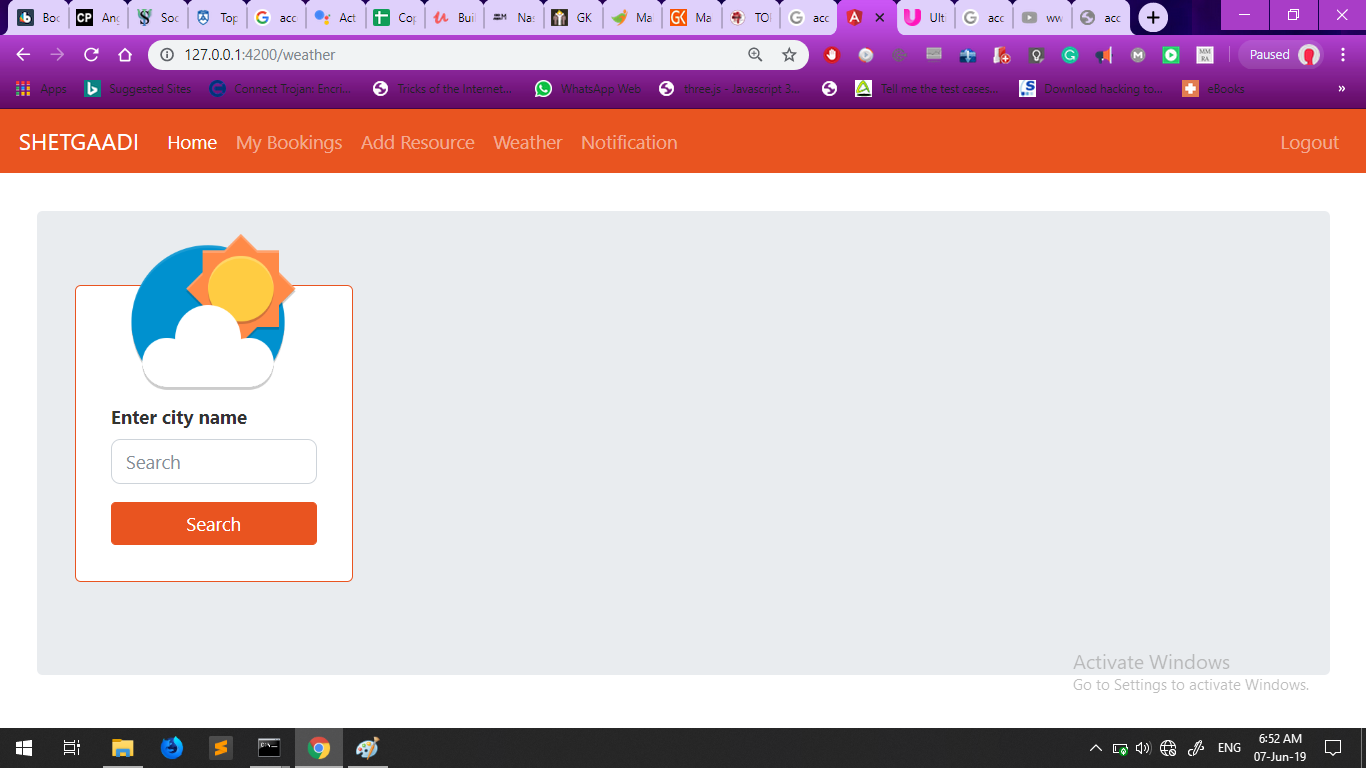 Boo
CP
Ang
Soc
Top
acc
Act
Cop
Bui
Nas
GK
Ma
GK
Ma
TOI
acc
Ult
acc
ww
acc
127.0.0.1:4200/weather
Paused
Apps
Suggested Sites
Connect Trojan: Encri...
Tricks of the Internet...
WhatsApp Web
three.js - Javascript 3...
Tell me the test cases...
Download hacking to...
eBooks
»
SHETGAADI
Home
My Bookings
Add Resource
Weather
Notification
Logout
Enter city name
Search
Search
Activate Windows
Go to Settings to activate Windows.
ENG
6:52 AM
07-Jun-19